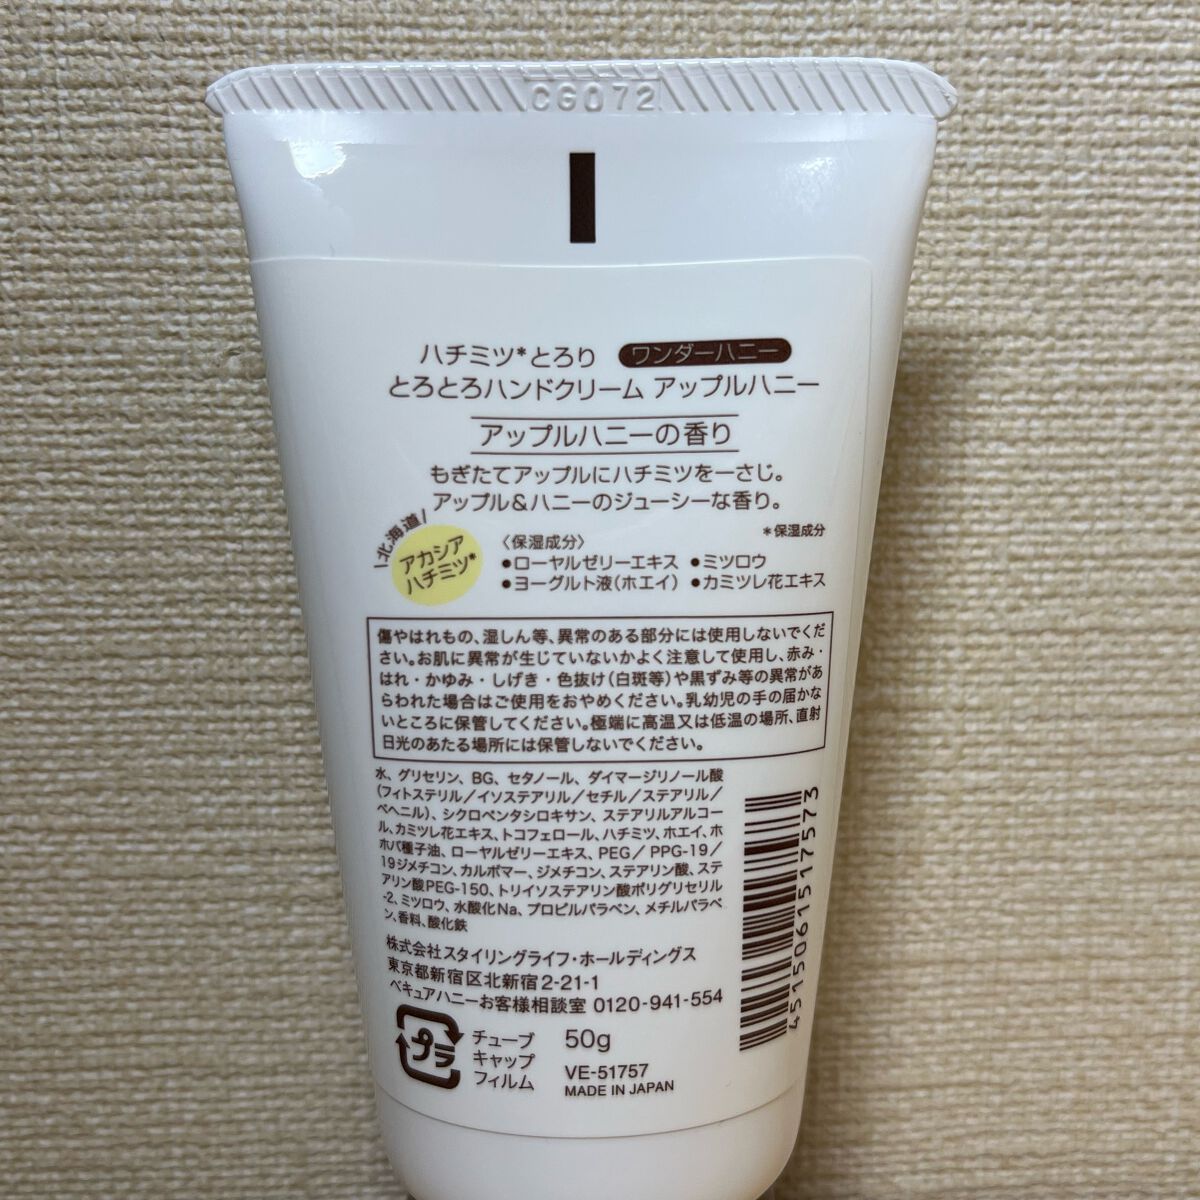 CG072
ハチミツ*とろり ワンダーハニー
とろとろハンドクリーム アップルハニー
アップルハニーの香り
もぎたてアップルにハチミツを一さじ。
アップル&ハニーのジューシーな香り。
*保湿成分
北海道
アカシア
ハチミツ*
〈保湿成分〉
●ローヤルゼリーエキス ●ミツロウ
●ヨーグルト液(ホエイ) ●カミツレ花エキス
傷やはれもの、湿しん等、異常のある部分には使用しないでくだ
さい。お肌に異常が生じていないかよく注意して使用し、赤み・
はれ・かゆみ・しげき・色抜け(白斑等)や黒ずみ等の異常があ
らわれた場合はご使用をおやめください。乳幼児の手の届かな
いところに保管してください。極端に高温又は低温の場所、直射
日光のあたる場所には保管しないでください。
水、グリセリン、BG、セタノール、ダイマージリノール酸
(フィトステリル/イソステアリル/セチル/ステアリル/
ベヘニル)、シクロペンタシロキサン、ステアリルアルコー
ル、カミツレ花エキス、トコフェロール、ハチミツ、ホエイ、ホ
ホバ種子油、ローヤルゼリーエキス、PEG/PPG-19/
19ジメチコン、カルボマー、ジメチコン、ステアリン酸、ステ
アリン酸PEG-150、トリイソステアリン酸ポリグリセリル
-2、ミツロウ、水酸化Na、プロピルパラベン、メチルパラベ
ン、香料、酸化鉄
株式会社スタイリングライフ・ホールディングス
東京都新宿区北新宿2-21-1
ベキュアハニーお客様相談室 0120-941-554
プラ
チューブ
キャップ
フィルム
50g
VE-51757
MADE IN JAPAN
4515061517573